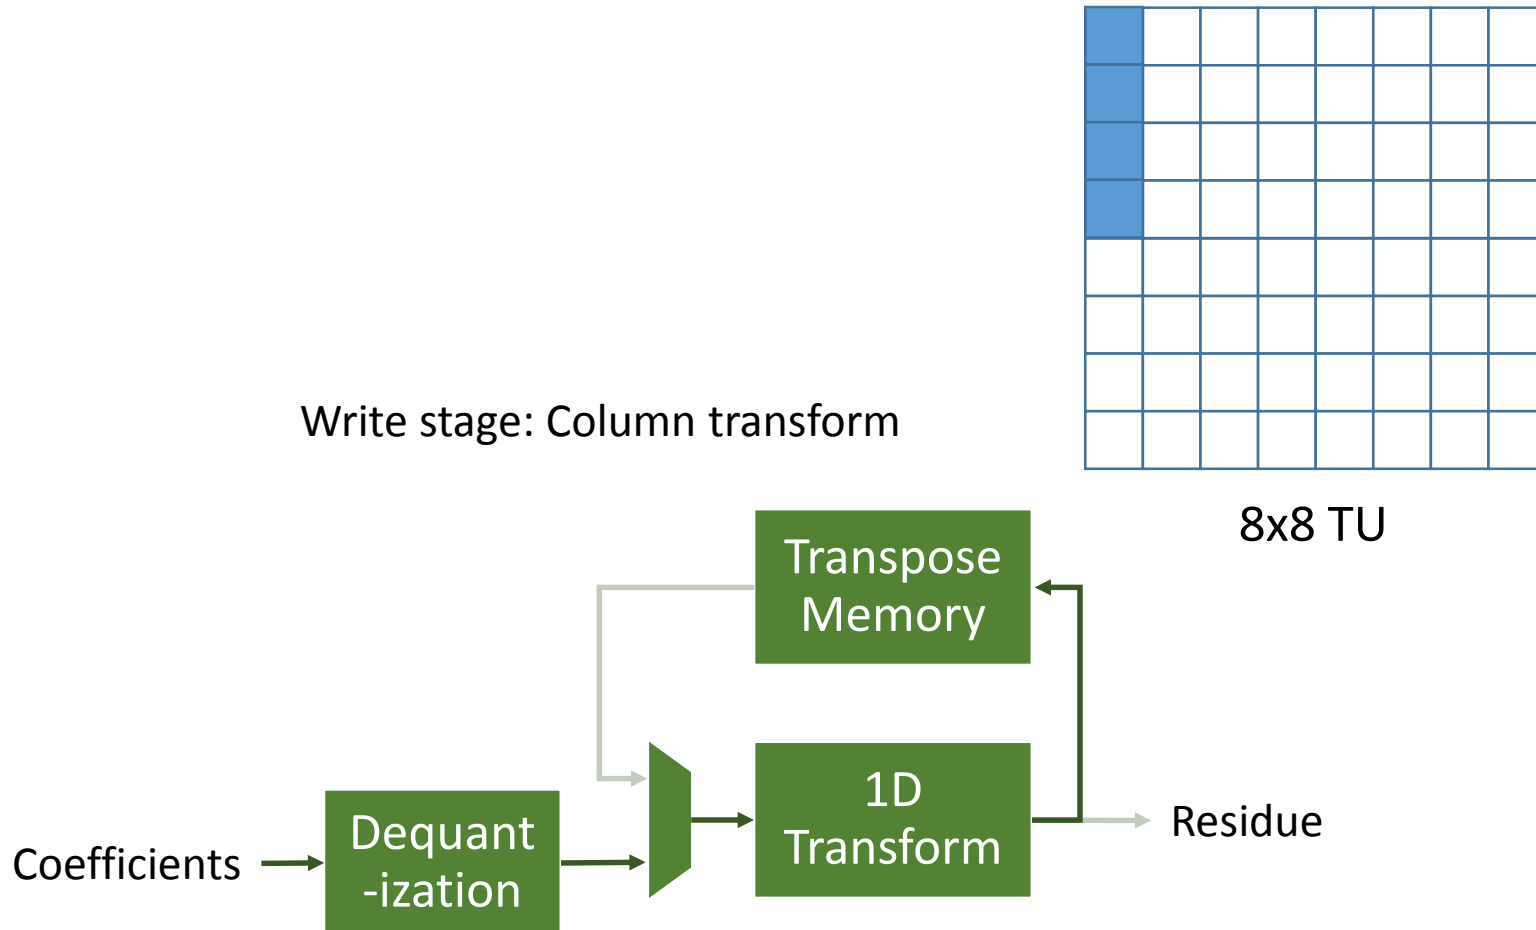 Write stage: Column transform
8x8 TU
Transpose
Memory
1D
Transform
Residue
Dequant
-ization
Coefficients